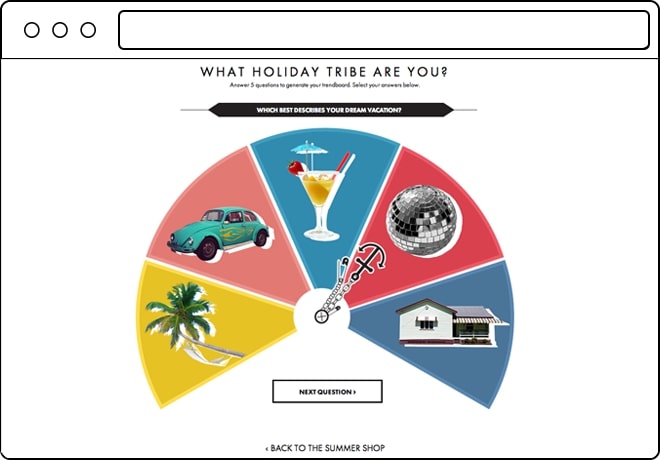 WHAT HOLIDAY TRIBE ARE YOU?
Answer 5 questions to generate your trendboard. Select your answers below.
WHICH BEST DESCRIBES YOUR DREAM VACATION?
NEXT QUESTION ›
‹ BACK TO THE SUMMER SHOP